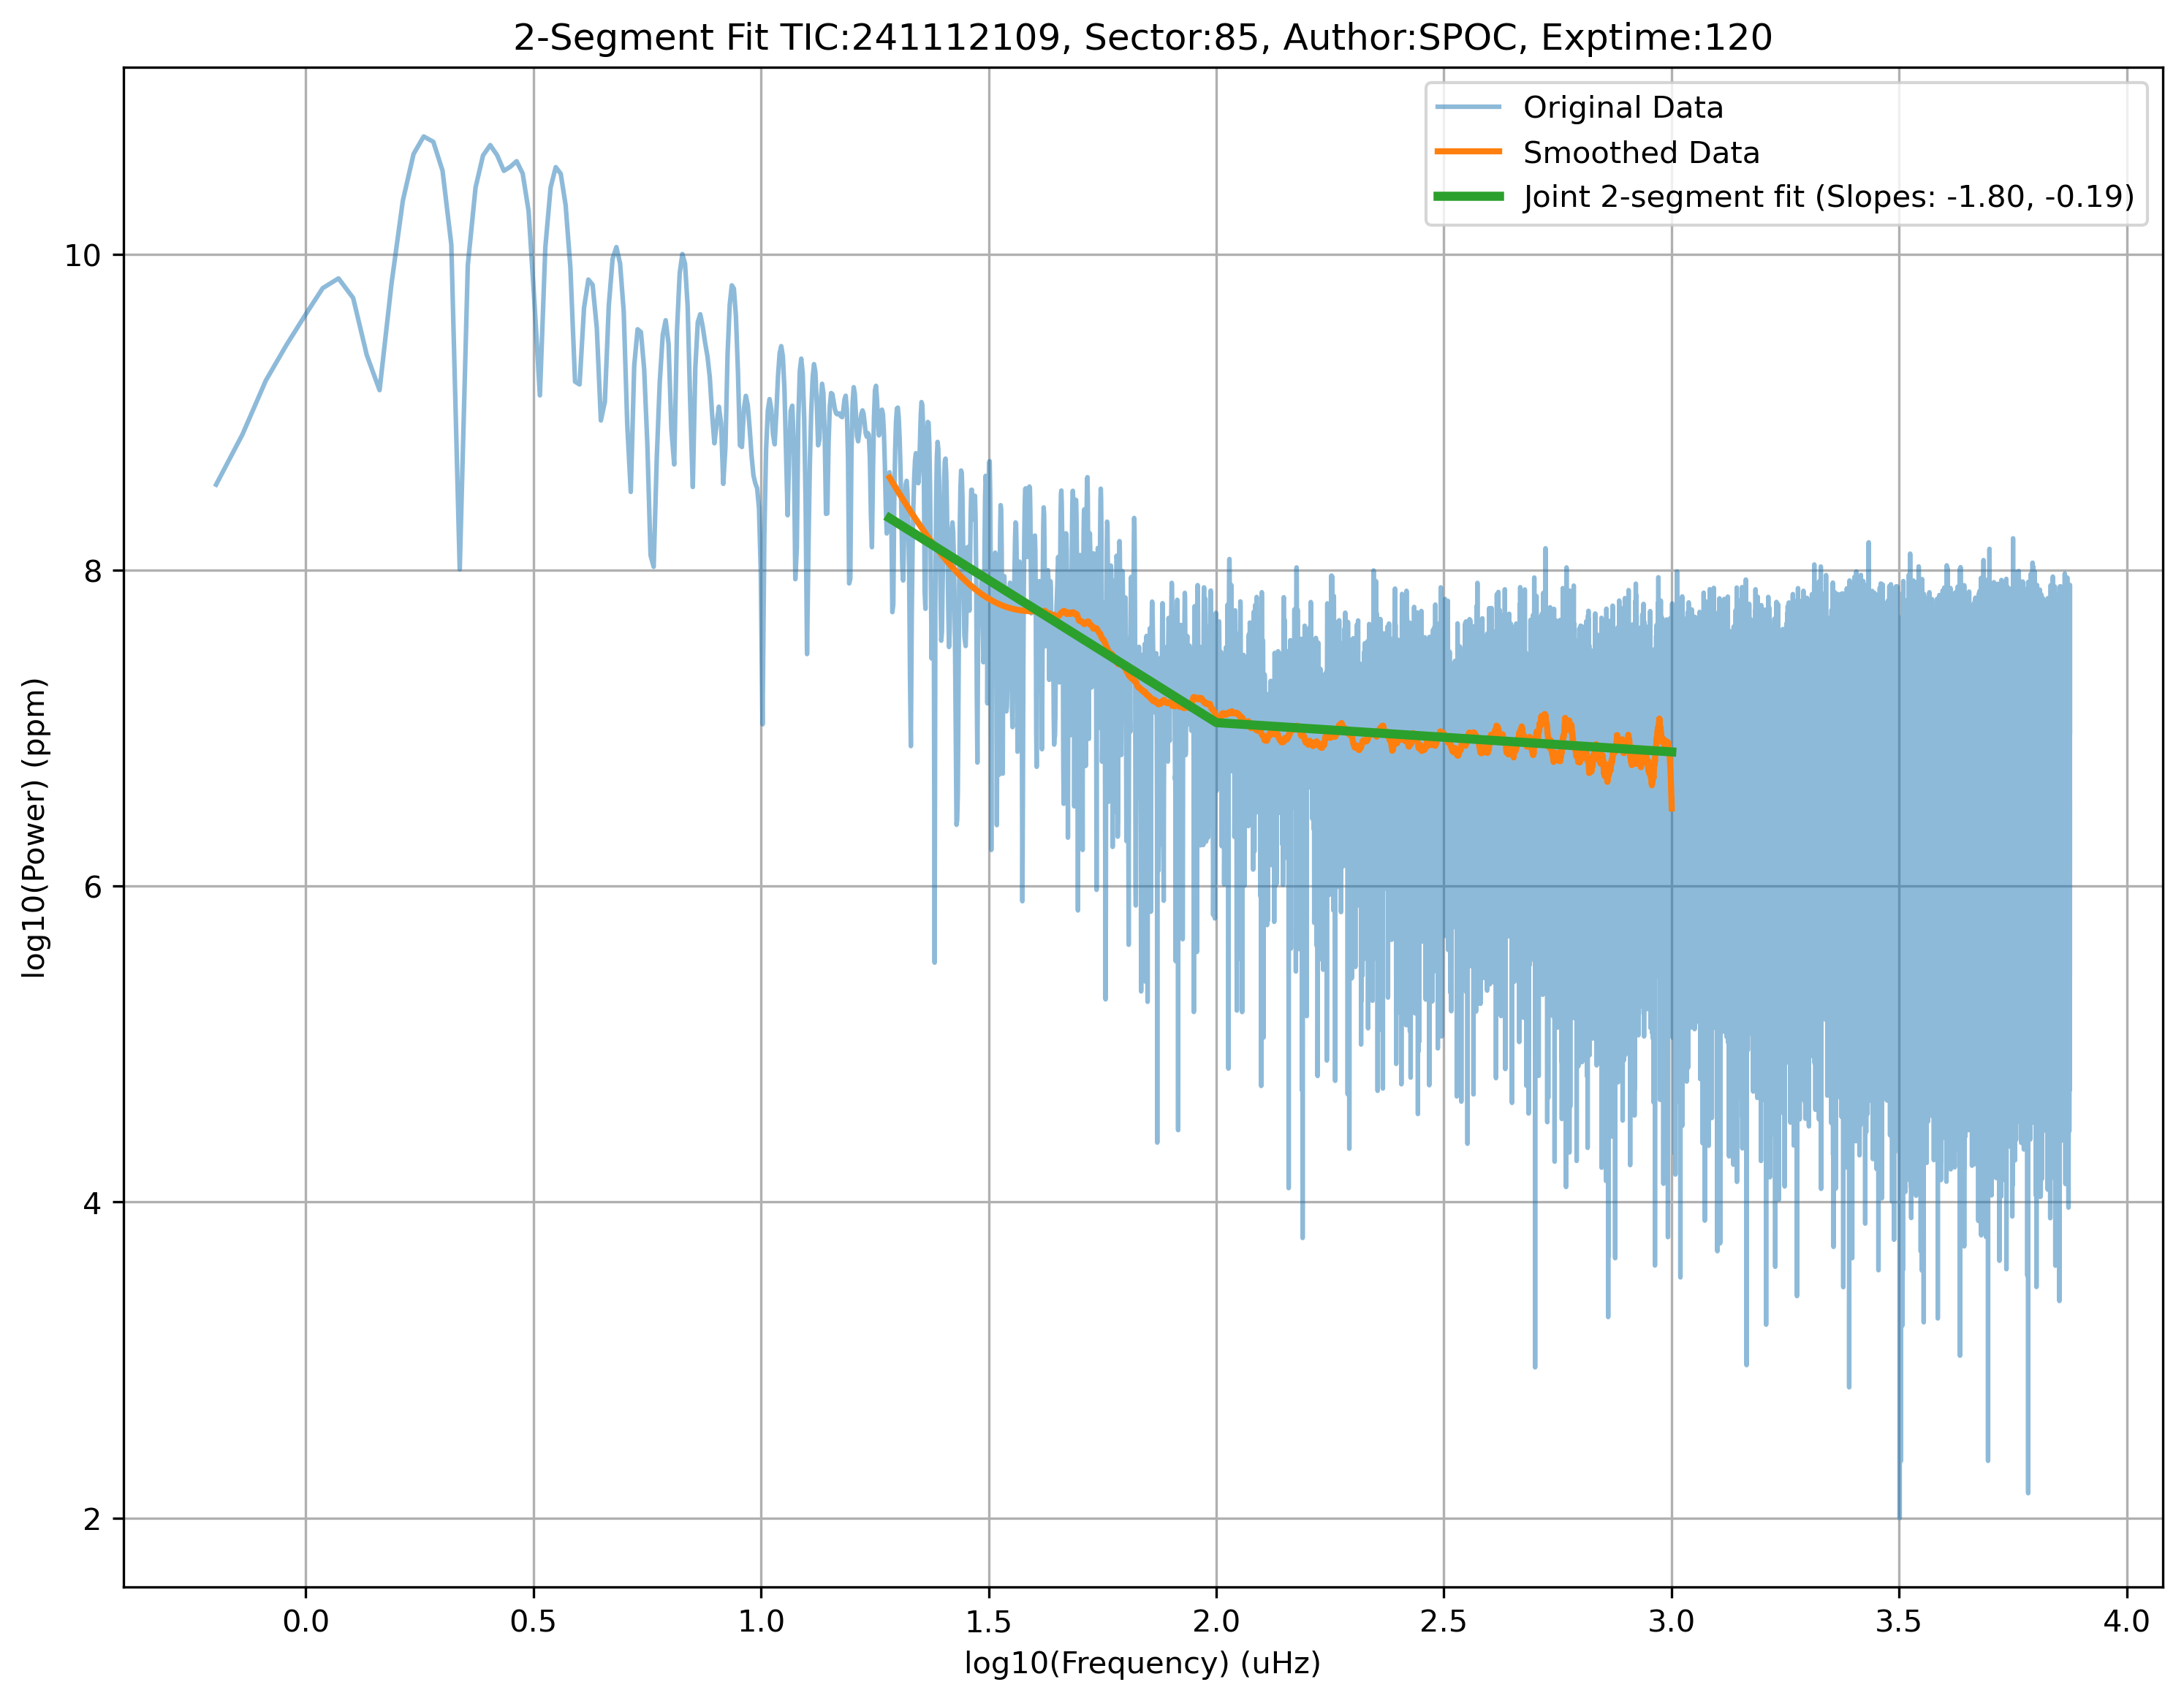 2-Segment Fit TIC:241112109, Sector:85, Author:SPOC, Exptime:120
Original Data
Smoothed Data
Joint 2-segment fit (Slopes: -1.80, -0.19)
log10(Power) (ppm)
10
8
6
4
2
0.0 0.5 1.0 1.5 2.0 2.5 3.0 3.5 4.0
log10(Frequency) (uHz)